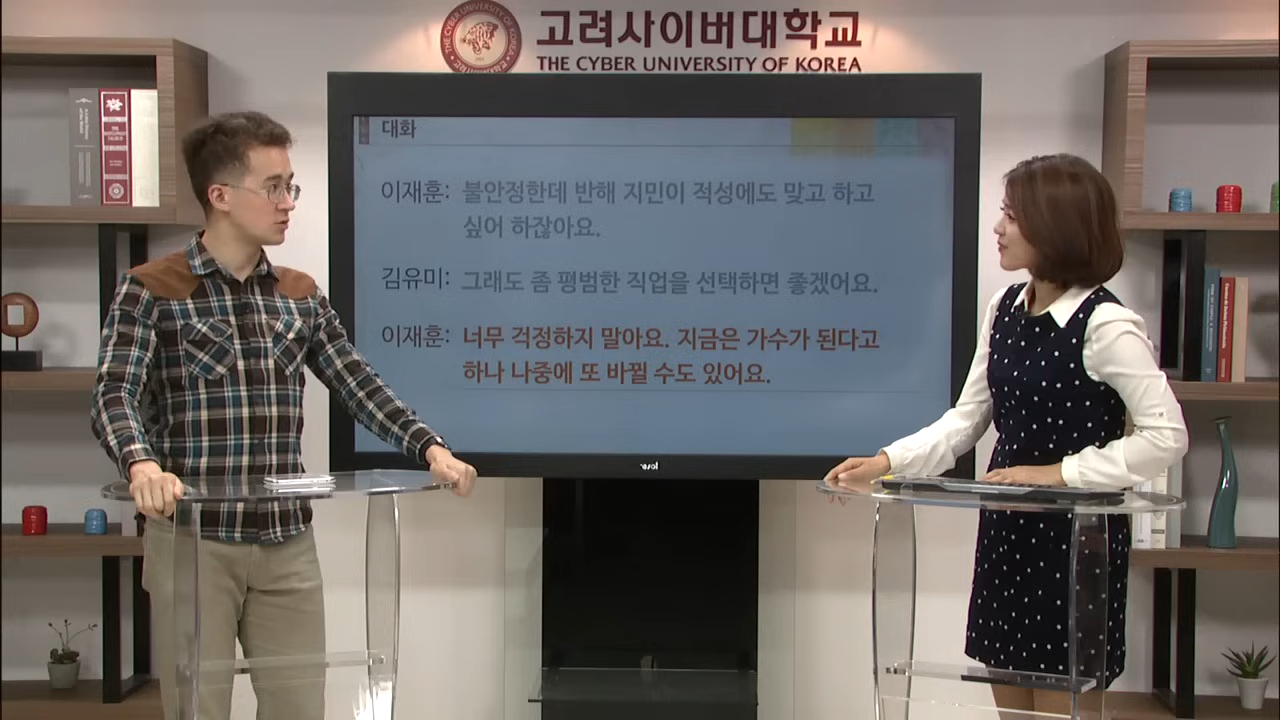 고려사이버대학교
THE CYBER UNIVERSITY OF KOREA
대화
이재훈: 불안정한데 반해 지민이 적성에도 맞고 하고
싶어 하잖아요.
김유미: 그래도 좀 평범한 직업을 선택하면 좋겠어요.
이재훈: 너무 걱정하지 말아요. 지금은 가수가 된다고
하나 나중에 또 바뀔 수도 있어요.